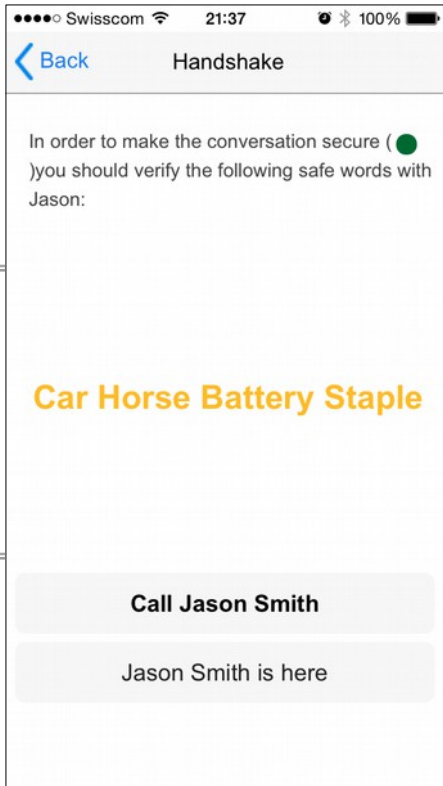 Swisscom 21:37 100%
Back Handshake
In order to make the conversation secure (
)you should verify the following safe words with
Jason:
Car Horse Battery Staple
Call Jason Smith
Jason Smith is here